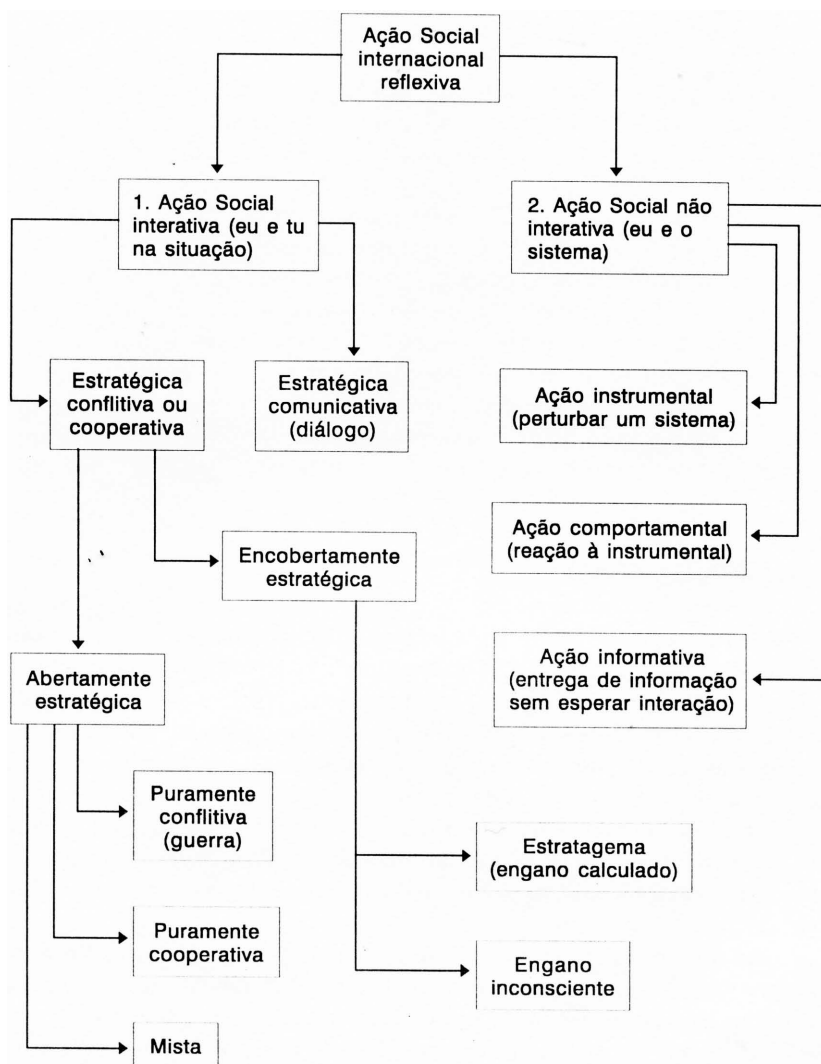 Ação Social
internacional
reflexiva
1. Ação Social
interativa (eu e tu
na situação)
2. Ação Social não
interativa (eu e o
sistema)
Estratégica
conflitiva ou
cooperativa
Estratégica
comunicativa
(diálogo)
Ação instrumental
(perturbar um sistema)
Ação comportamental
(reação à instrumental)
Encobertamente
estratégica
Ação informativa
(entrega de informação
sem esperar interação)
Abertamente
estratégica
Puramente
conflitiva
(guerra)
Estratagema
(engano calculado)
Puramente
cooperativa
Engano
inconsciente
Mista